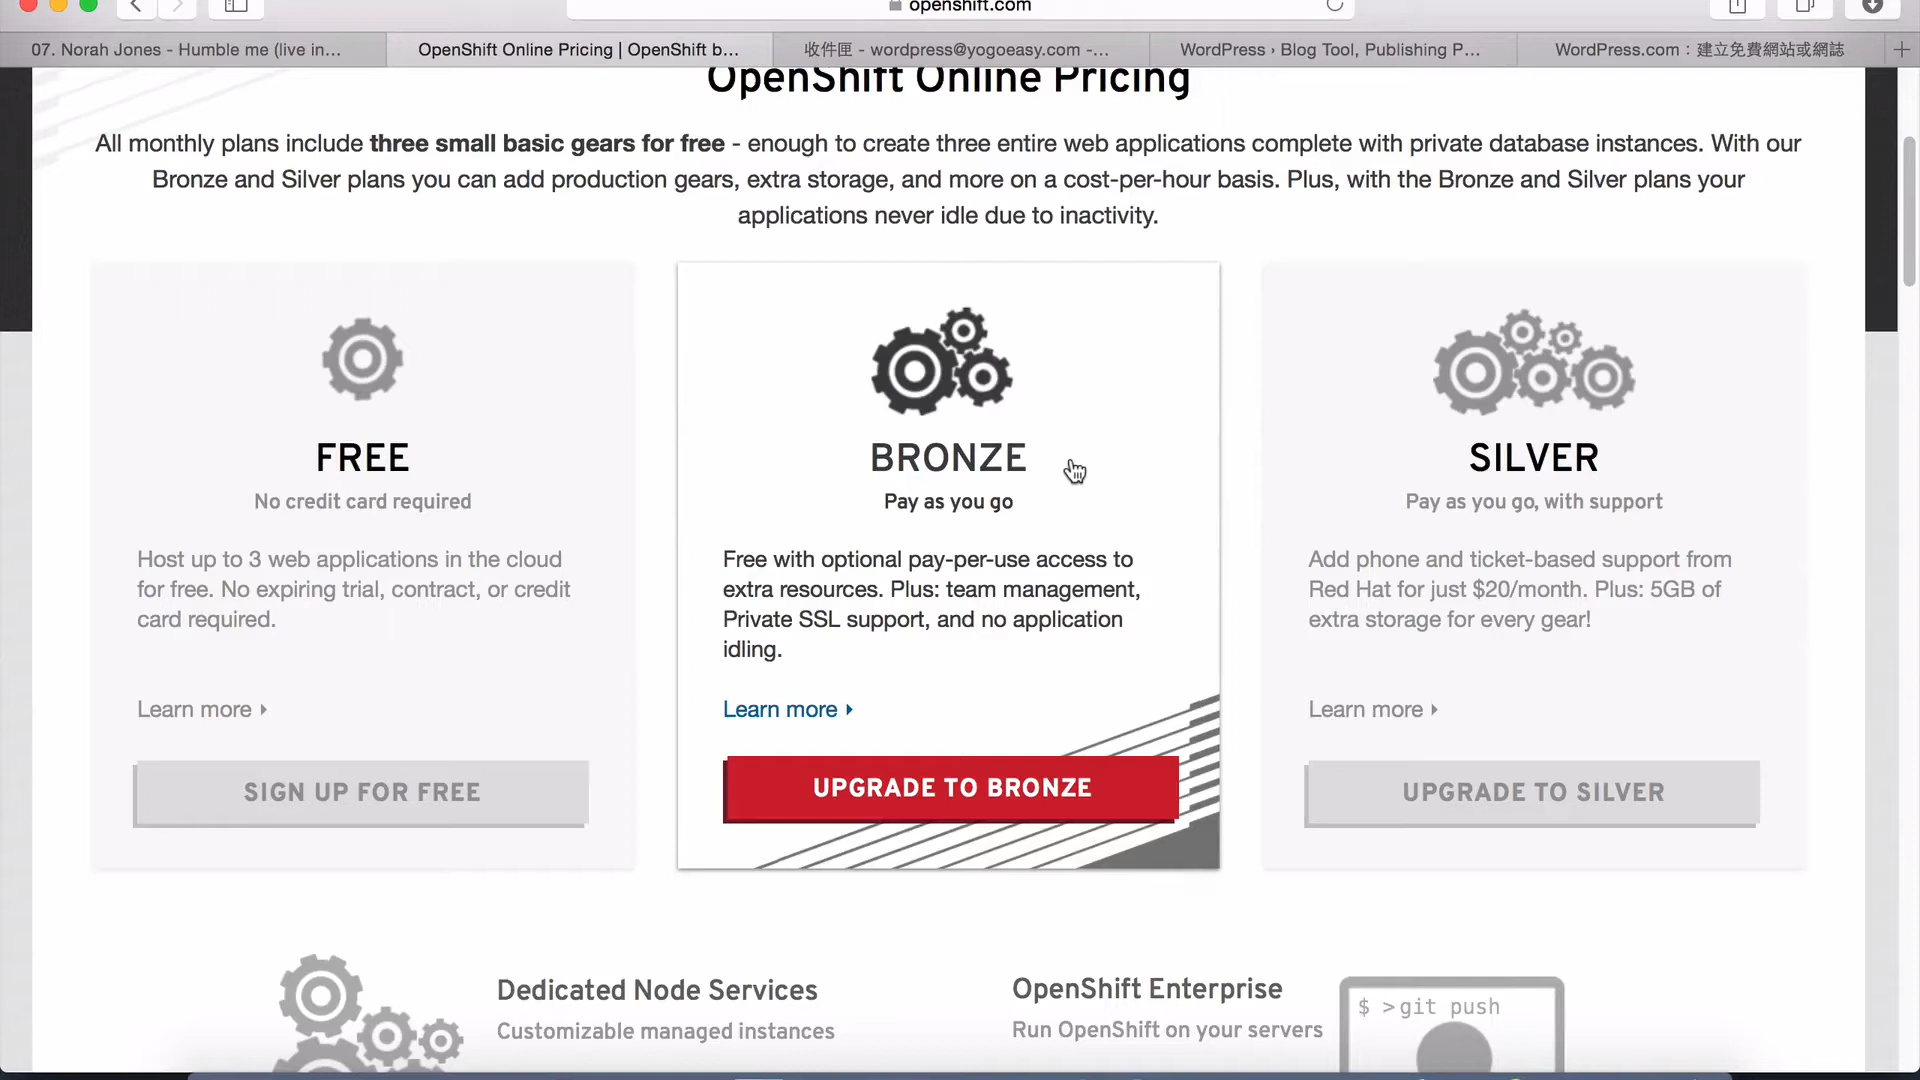 openshift.com
07. Norah Jones - Humble me (live in...
OpenShift Online Pricing | OpenShift b...
收件匣 - wordpress@yogoeasy.com -...
WordPress › Blog Tool, Publishing P...
WordPress.com：建立免費網站或網誌
OpenShift Online Pricing
All monthly plans include three small basic gears for free - enough to create three entire web applications complete with private database instances. With our
Bronze and Silver plans you can add production gears, extra storage, and more on a cost-per-hour basis. Plus, with the Bronze and Silver plans your
applications never idle due to inactivity.
FREE
No credit card required
Host up to 3 web applications in the cloud
for free. No expiring trial, contract, or credit
card required.
Learn more
SIGN UP FOR FREE
BRONZE
Pay as you go
Free with optional pay-per-use access to
extra resources. Plus: team management,
Private SSL support, and no application
idling.
Learn more
UPGRADE TO BRONZE
SILVER
Pay as you go, with support
Add phone and ticket-based support from
Red Hat for just $20/month. Plus: 5GB of
extra storage for every gear!
Learn more
UPGRADE TO SILVER
Dedicated Node Services
Customizable managed instances
OpenShift Enterprise
Run OpenShift on your servers
$ >git push